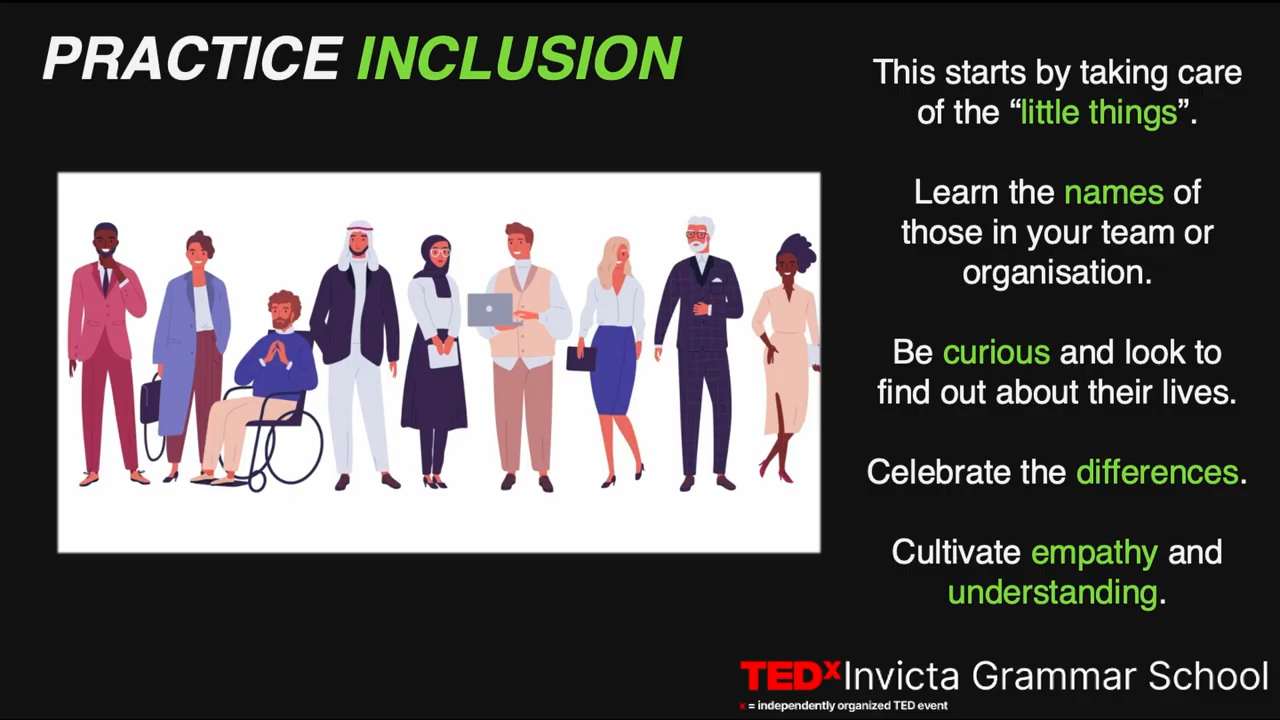 PRACTICE INCLUSION
This starts by taking care
of the “little things”.
Learn the names of
those in your team or
organisation.
Be curious and look to
find out about their lives.
Celebrate the differences.
Cultivate empathy and
understanding.
TEDx Invicta Grammar School
x = independently organized TED event